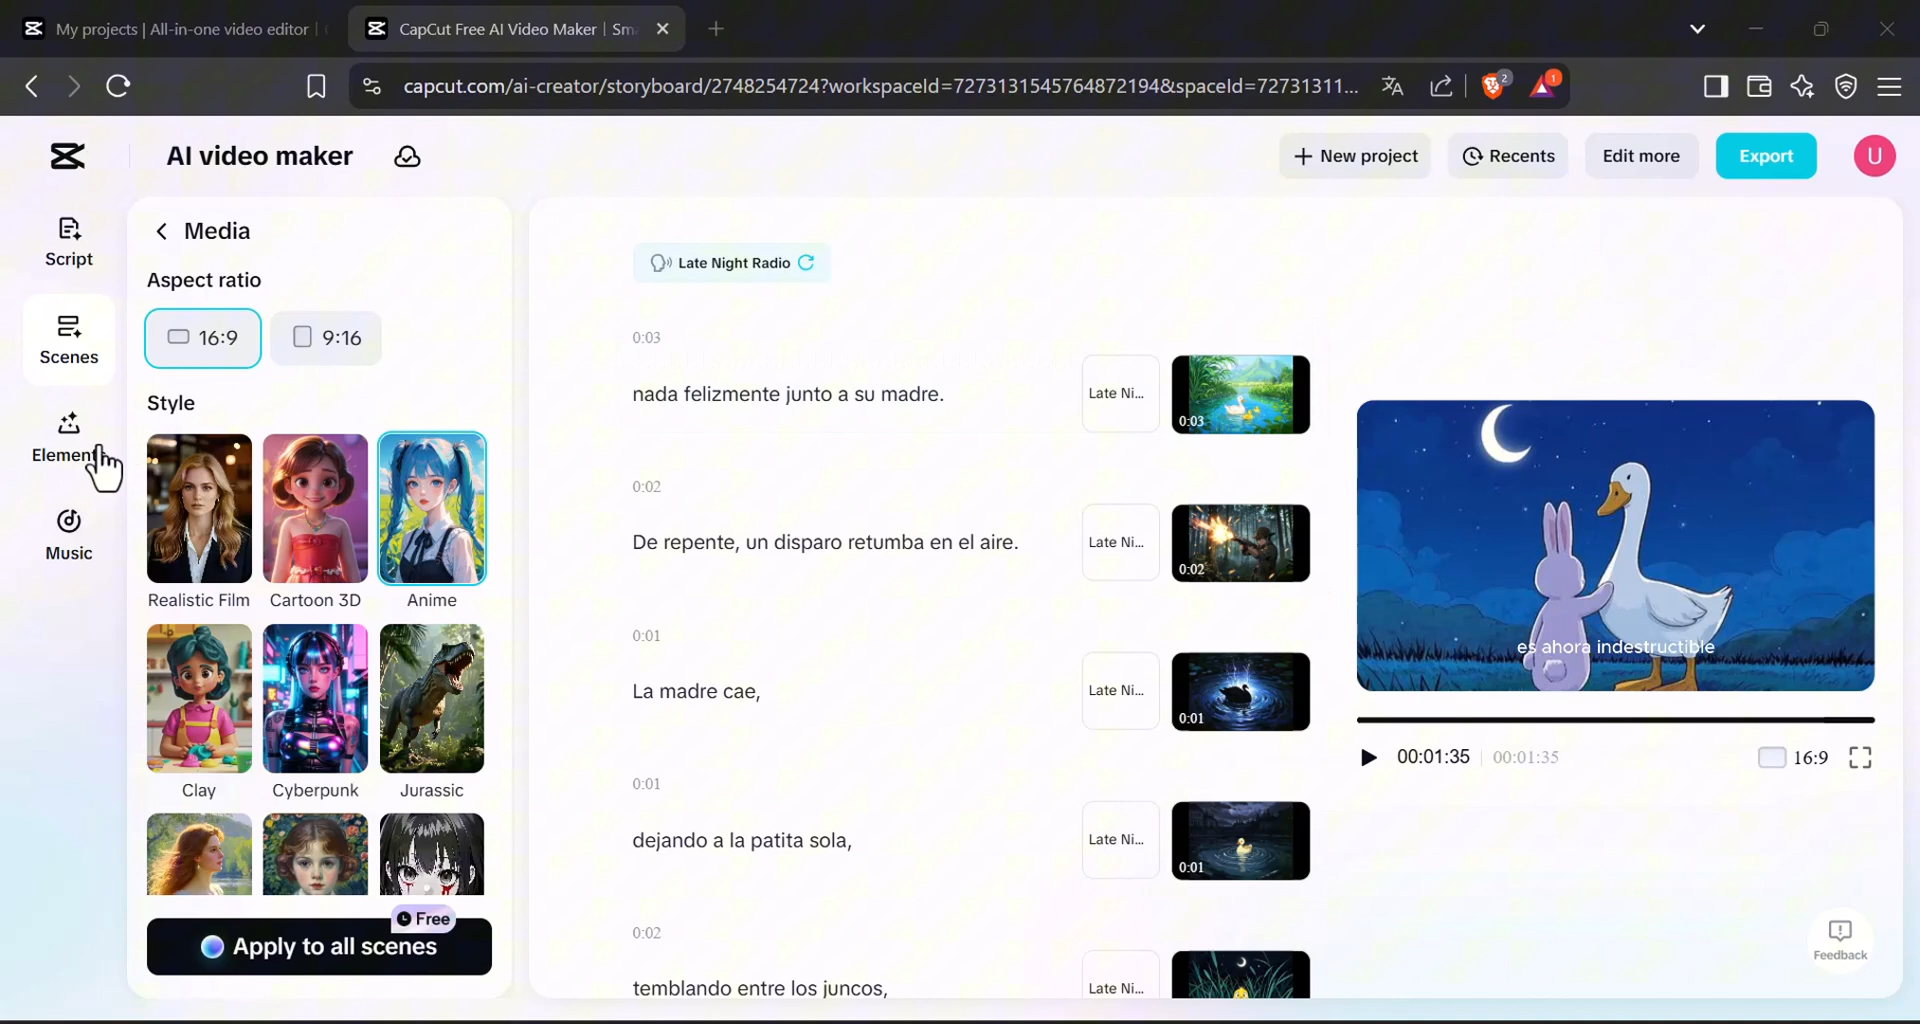 My projects | All-in-one video editor |
CapCut Free AI Video Maker | Sm
capcut.com/ai-creator/storyboard/2748254724?workspaceId=7273131545764872194&spaceId=72731311...
2
1
AI video maker
New project
Recents
Edit more
Export
U
Script
Scenes
Element
Music
Media
Aspect ratio
16:9
9:16
Style
Realistic Film
Cartoon 3D
Anime
Clay
Cyberpunk
Jurassic
Free
Apply to all scenes
Late Night Radio
0:03
nada felizmente junto a su madre.
Late Ni...
0:03
0:02
De repente, un disparo retumba en el aire.
Late Ni...
0:02
0:01
La madre cae,
Late Ni...
0:01
0:01
dejando a la patita sola,
Late Ni...
0:01
0:02
temblando entre los juncos,
Late Ni...
es ahora indestructible
00:01:35 | 00:01:35
16:9
Feedback